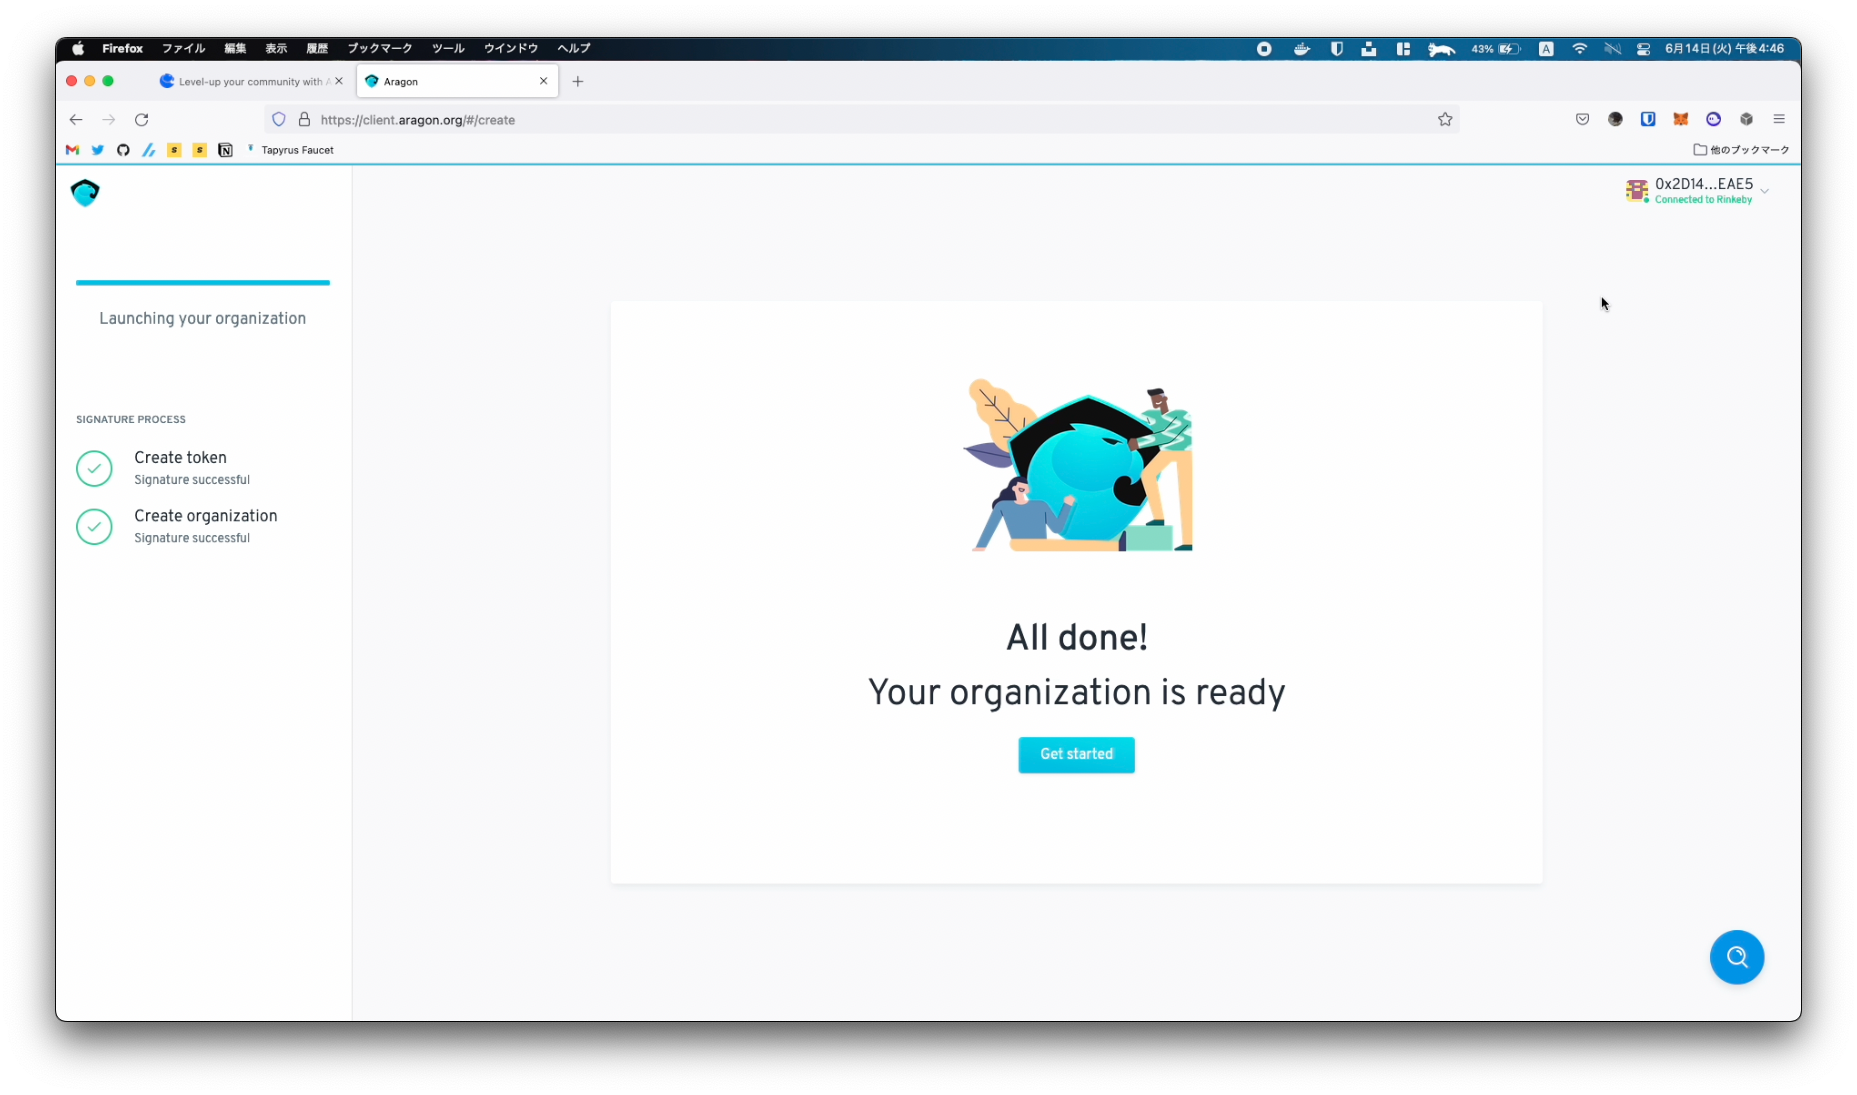 Firefox ファイル 編集 表示 履歴 ブックマーク ツール ウインドウ ヘルプ 43% A 6月14日(火) 午後4:46
Level-up your community with A
Aragon
https://client.aragon.org/#/create
S S N Tapyrus Faucet 他のブックマーク
0x2D14...EAE5
Connected to Rinkeby
Launching your organization
SIGNATURE PROCESS
Create token
Signature successful
Create organization
Signature successful
All done!
Your organization is ready
Get started